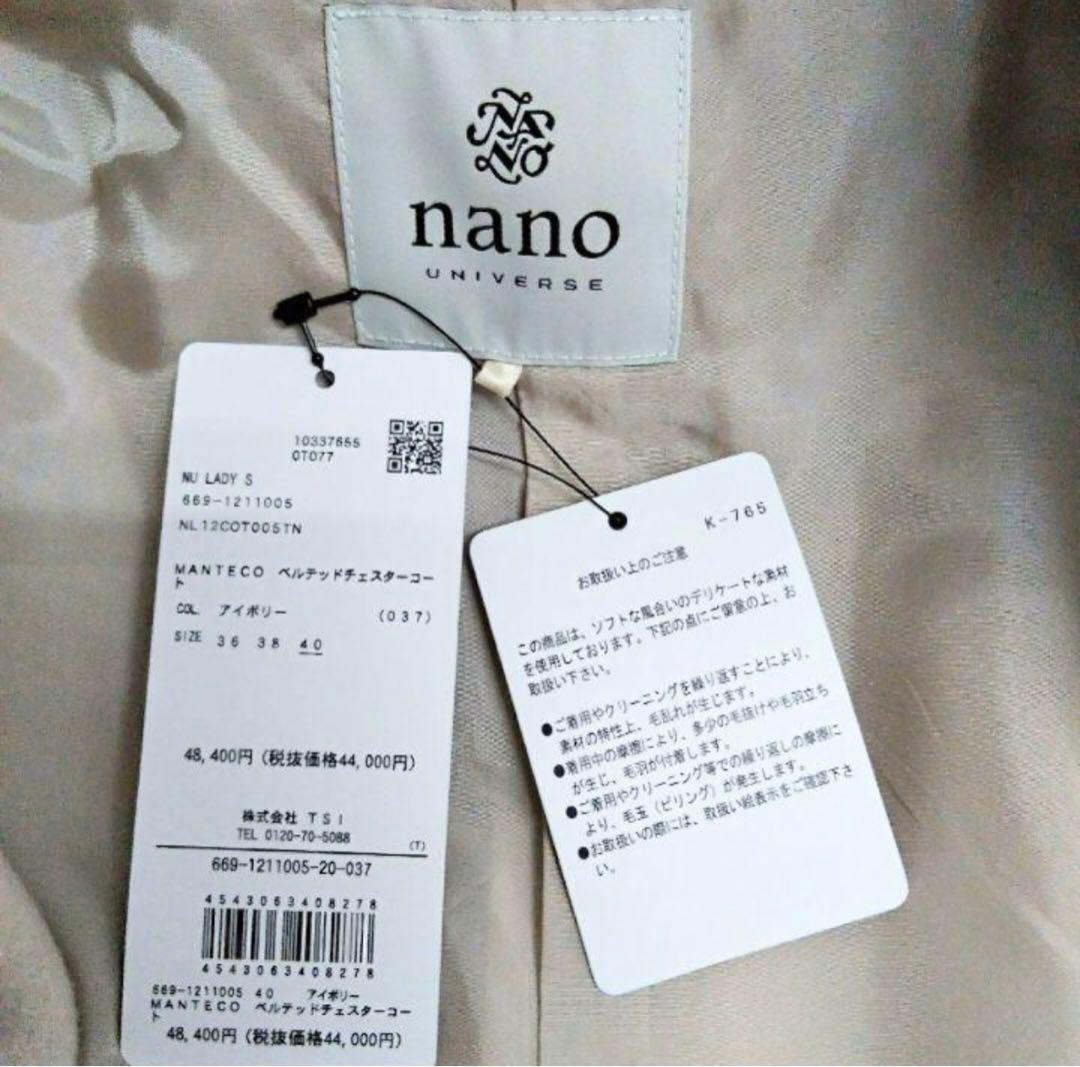 NANO
nano
UNIVERSE
10337655
0T077
NU LADY S
669-1211005
NL12COT005TN
MANTECO ベルテッドチェスターコー
ト
COL. アイボリー (037)
SIZE 36 38 40
48,400円(税抜価格44,000円)
株式会社 TSI
TEL 0120-70-5088
(T)
669-1211005-20-037
4543063408278
4543063408278
669-1211005 40 アイボリー
MANTECO ベルテッドチェスターコー
ト
48,400円(税抜価格44,000円)
K-765
お取扱い上のご注意
この商品は、ソフトな風合いのデリケートな素材
を使用しております。下記の点にご留意の上、お
取扱い下さい。
●ご着用やクリーニングを繰り返すことにより、
素材の特性上、毛乱れが生じます。
●着用中の摩擦により、多少の毛抜けや毛羽立ち
が生じ、毛羽が付着します。
●ご着用やクリーニング等での繰り返しの摩擦に
より、毛玉(ピリング)が発生します。
●お取扱いの際には、取扱い絵表示をご確認下さ
い。